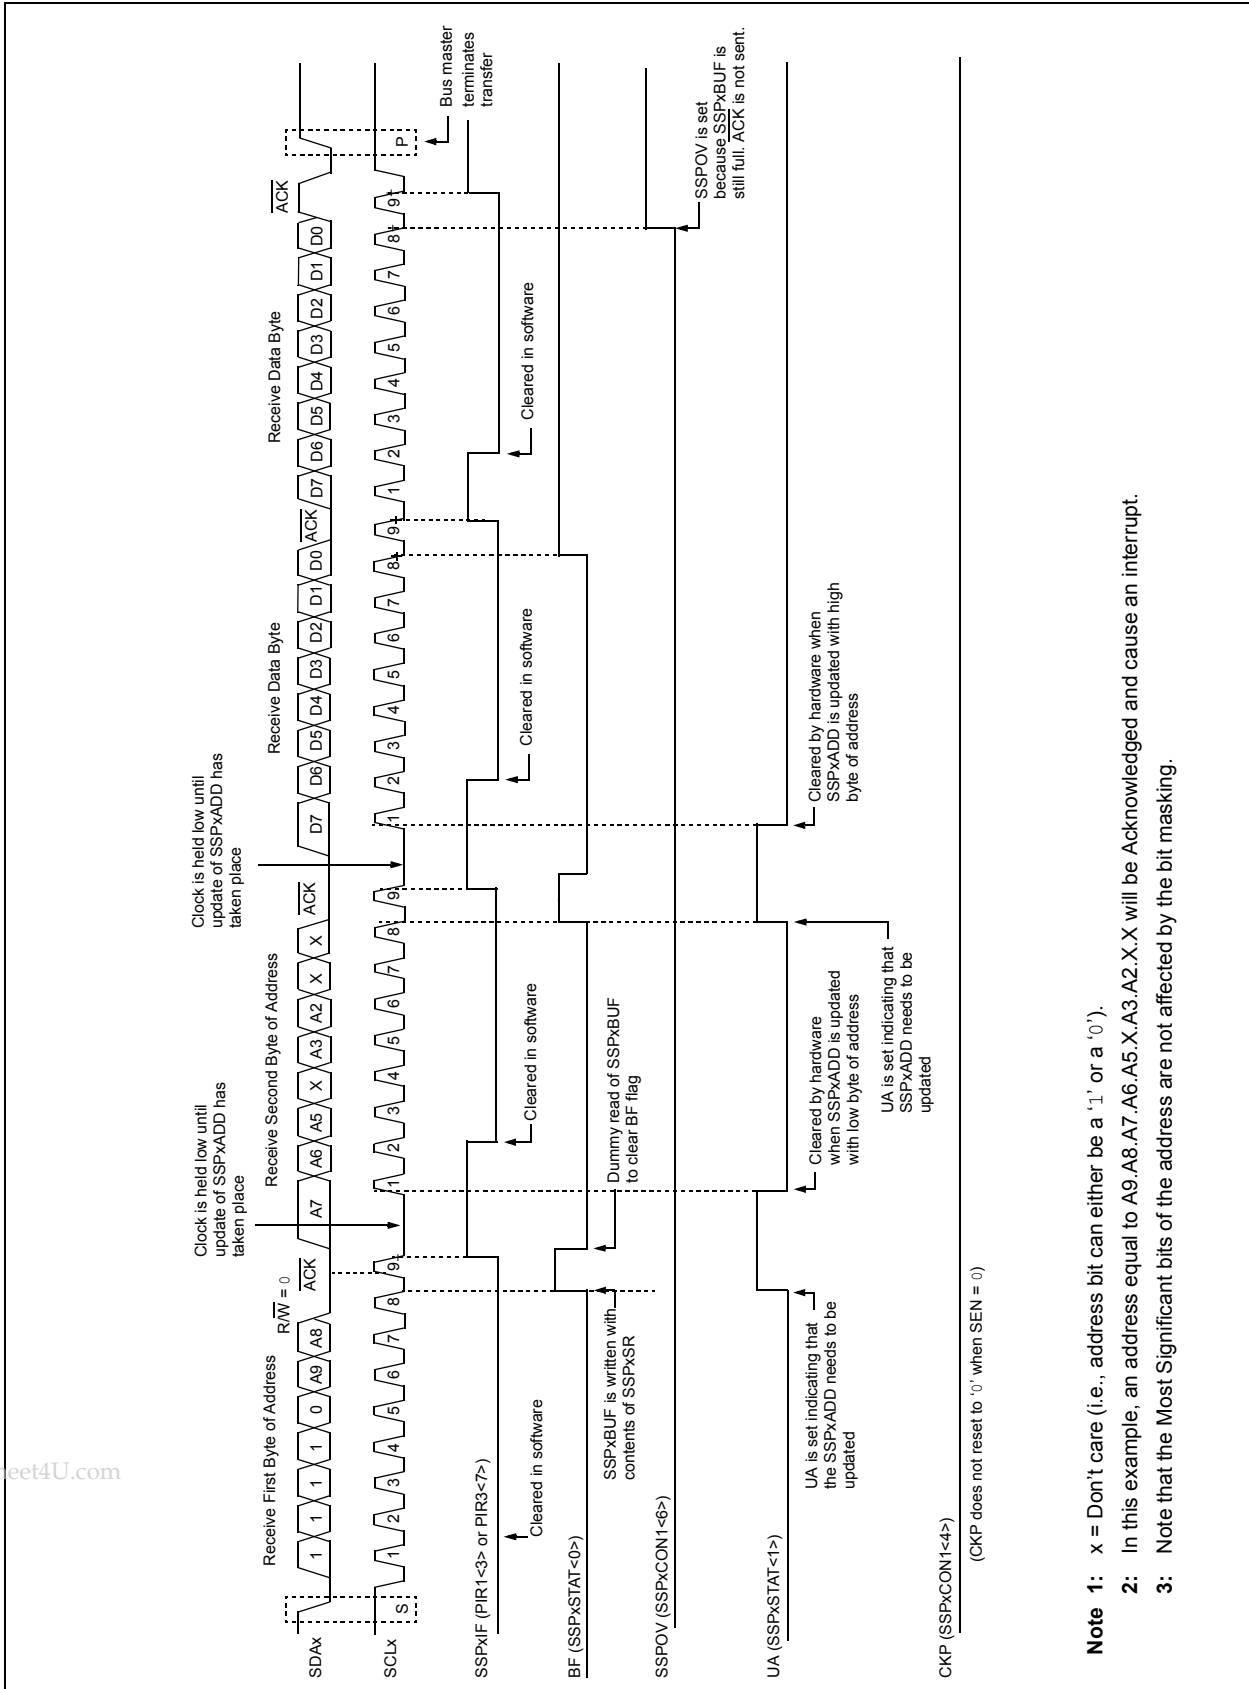 Receive First Byte of Address
R/W = 0
ACK
Clock is held low until
update of SSPxADD has
taken place
Receive Second Byte of Address
ACK
Clock is held low until
update of SSPxADD has
taken place
Receive Data Byte
ACK
Receive Data Byte
ACK
SDAx
1 1 1 1 0 A9 A8 A7 A6 A5 X A3 A2 X X D7 D6 D5 D4 D3 D2 D1 D0 D7 D6 D5 D4 D3 D2 D1 D0
SCLx
S 1 2 3 4 5 6 7 8 9 1 2 3 4 5 6 7 8 9 1 2 3 4 5 6 7 8 9 1 2 3 4 5 6 7 8 9 P
Bus master
terminates
transfer
SSPxIF (PIR1<3> or PIR3<7>)
Cleared in software
Cleared in software
Cleared in software
Cleared in software
BF (SSPxSTAT<0>)
SSPxBUF is written with
contents of SSPxSR
Dummy read of SSPxBUF
to clear BF flag
SSPOV (SSPxCON1<6>)
SSPOV is set
because SSPxBUF is
still full. ACK is not sent.
UA (SSPxSTAT<1>)
UA is set indicating that
the SSPxADD needs to be
updated
Cleared by hardware
when SSPxADD is updated
with low byte of address
UA is set indicating that
SSPxADD needs to be
updated
Cleared by hardware when
SSPxADD is updated with high
byte of address
CKP (SSPxCON1<4>)
(CKP does not reset to ‘0’ when SEN = 0)
Note 1: x = Don't care (i.e., address bit can either be a ‘1’ or a ‘0’).
2: In this example, an address equal to A9.A8.A7.A6.A5.X.A3.A2.X.X will be Acknowledged and cause an interrupt.
3: Note that the Most Significant bits of the address are not affected by the bit masking.
eet4U.com